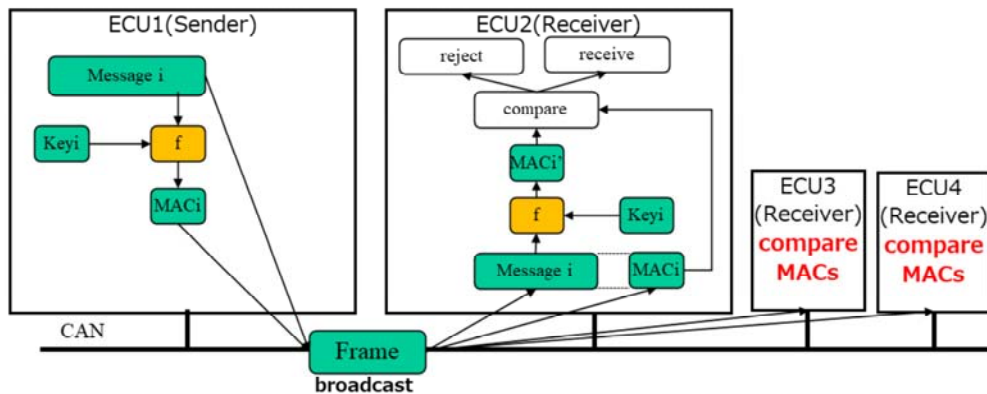 ECU1(Sender)
Message i
Keyi
f
MACi
ECU2(Receiver)
reject
receive
compare
MACi'
f
Keyi
Message i
MACi
ECU3
(Receiver)
compare
MACs
ECU4
(Receiver)
compare
MACs
CAN
Frame
broadcast